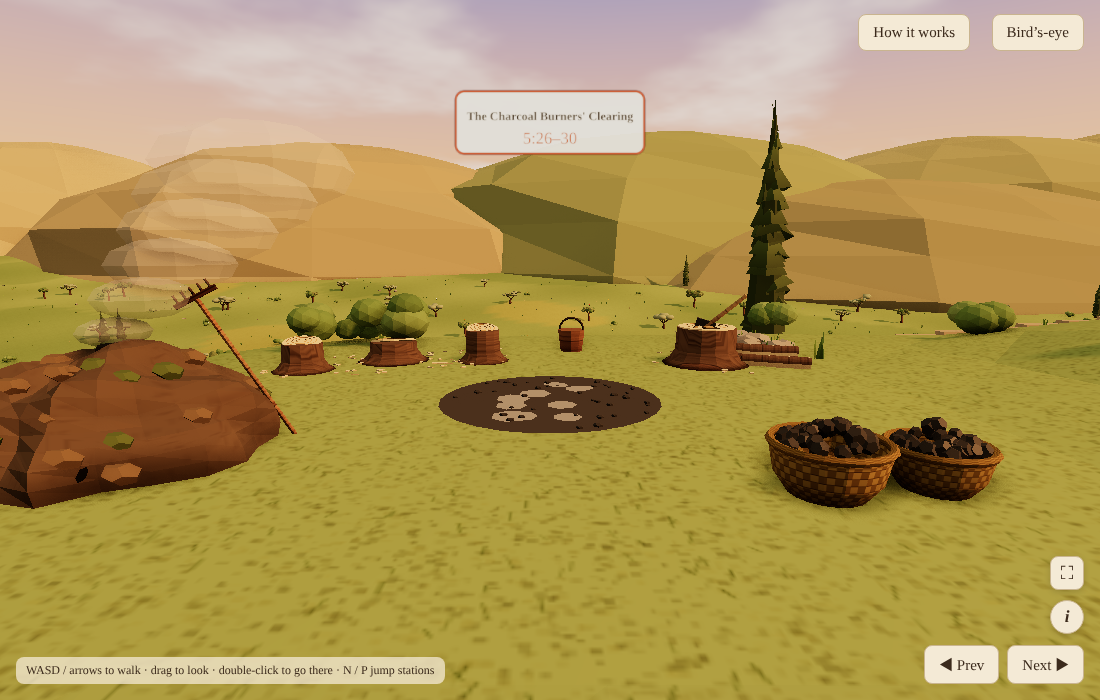 How it works
Bird’s-eye
The Charcoal Burners' Clearing
5:26–30
i
WASD / arrows to walk · drag to look · double-click to go there · N / P jump stations
◀ Prev
Next ▶